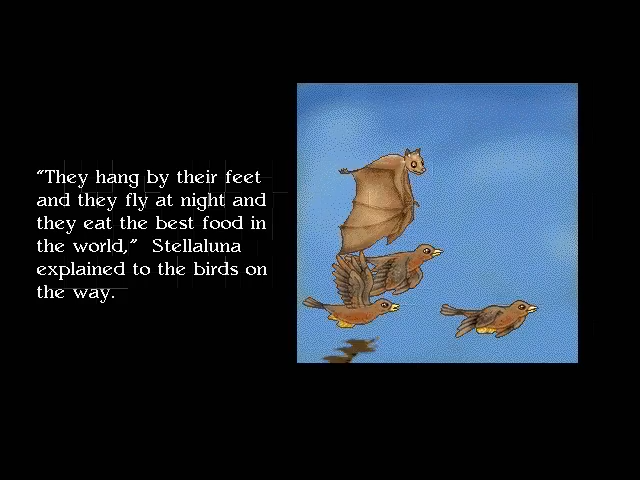 “They hang by their feet
and they fly at night and
they eat the best food in
the world,”  Stellaluna
explained to the birds on
the way.